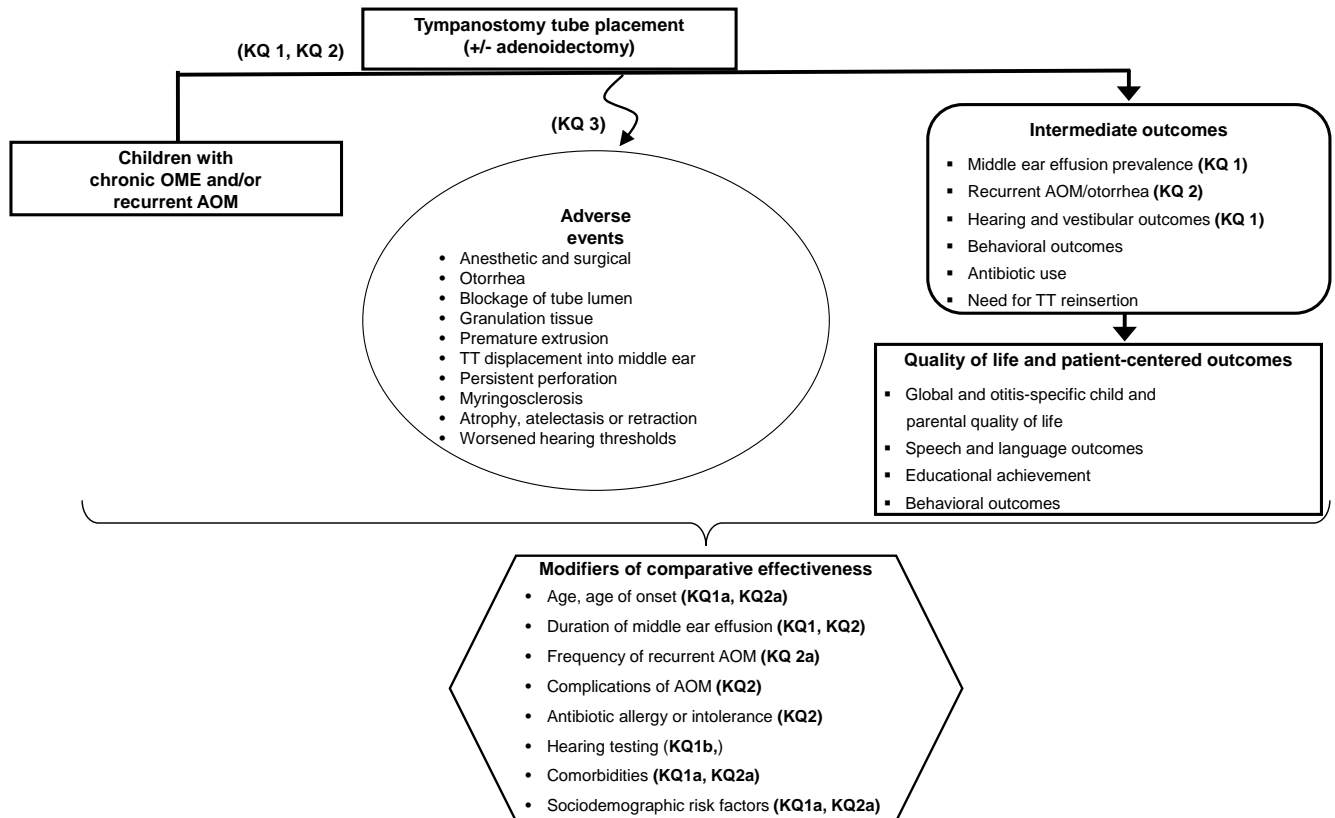 Tympanostomy tube placement
(+/- adenoidectomy)
(KQ 1, KQ 2)
(KQ 3)
Children with
chronic OME and/or
recurrent AOM
Adverse
events
• Anesthetic and surgical
• Otorrhea
• Blockage of tube lumen
• Granulation tissue
• Premature extrusion
• TT displacement into middle ear
• Persistent perforation
• Myringosclerosis
• Atrophy, atelectasis or retraction
• Worsened hearing thresholds
Intermediate outcomes
▪ Middle ear effusion prevalence (KQ 1)
▪ Recurrent AOM/otorrhea (KQ 2)
▪ Hearing and vestibular outcomes (KQ 1)
▪ Behavioral outcomes
▪ Antibiotic use
▪ Need for TT reinsertion
Quality of life and patient-centered outcomes
▪ Global and otitis-specific child and
parental quality of life
▪ Speech and language outcomes
▪ Educational achievement
▪ Behavioral outcomes
Modifiers of comparative effectiveness
• Age, age of onset (KQ1a, KQ2a)
• Duration of middle ear effusion (KQ1, KQ2)
• Frequency of recurrent AOM (KQ 2a)
• Complications of AOM (KQ2)
• Antibiotic allergy or intolerance (KQ2)
• Hearing testing (KQ1b,)
• Comorbidities (KQ1a, KQ2a)
• Sociodemographic risk factors (KQ1a, KQ2a)